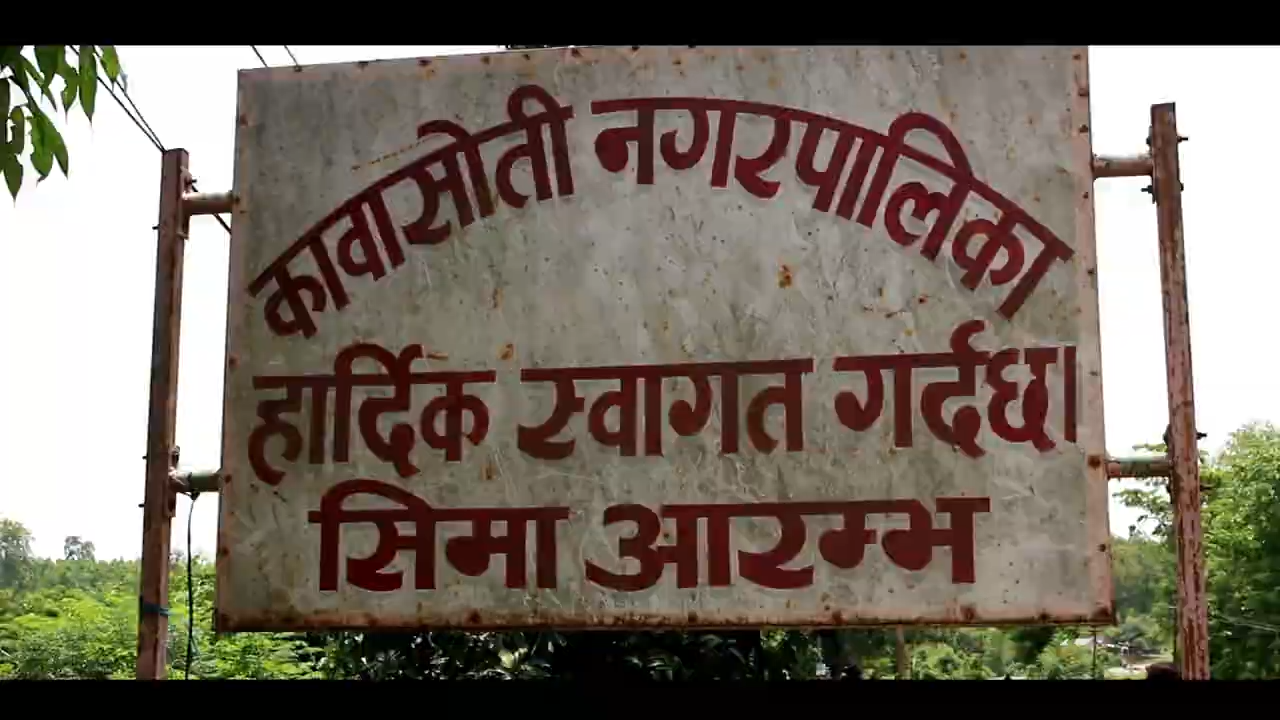 कावासोती नगरपालिका
हार्दिक स्वागत गर्दछ।
सिमा आरम्भ